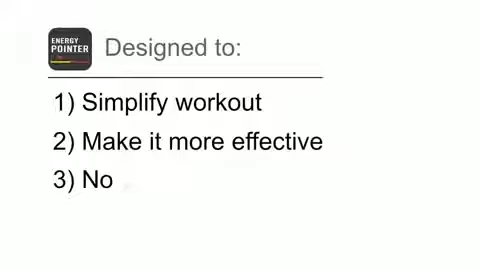 ENERGY
POINTER
Designed to:
1) Simplify workout
2) Make it more effective
3) No